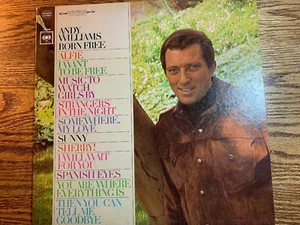 ANDY
WILLIAMS
BORN FREE
ALFIE
I WANT
TO BE FREE
MUSIC TO
WATCH
GIRLS BY
STRANGERS
IN THE NIGHT
SOMEWHERE,
MY LOVE
SUNNY
SHERRY!
I WILL WAIT
FOR YOU
SPANISH EYES
YOU ARE WHERE
EVERYTHING IS
THEN YOU CAN
TELL ME
GOODBYE